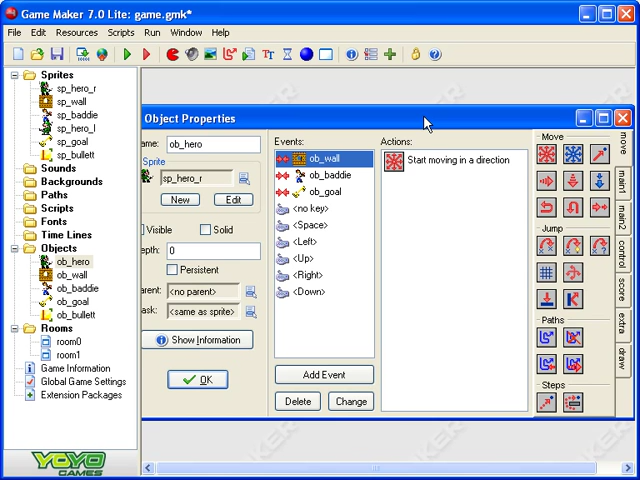 Game Maker 7.0 Lite: game.gmk*
File Edit Resources Scripts Run Window Help
Sprites
sp_hero_r
sp_wall
sp_baddie
sp_hero_l
sp_goal
sp_bullett
Sounds
Backgrounds
Paths
Scripts
Fonts
Time Lines
Objects
ob_hero
ob_wall
ob_baddie
ob_goal
ob_bullett
Rooms
room0
room1
Game Information
Global Game Settings
Extension Packages
YOYO
GAMES
Object Properties
ame: ob_hero
Sprite
sp_hero_r
New Edit
Visible Solid
epth: 0
Persistent
arent: <no parent>
ask: <same as sprite>
Show Information
OK
Events:
ob_wall
ob_baddie
ob_goal
<no key>
<Space>
<Left>
<Up>
<Right>
<Down>
Add Event
Delete Change
Actions:
Start moving in a direction
Move
Jump
Paths
Steps
move
main1
main2
control
score
extra
draw